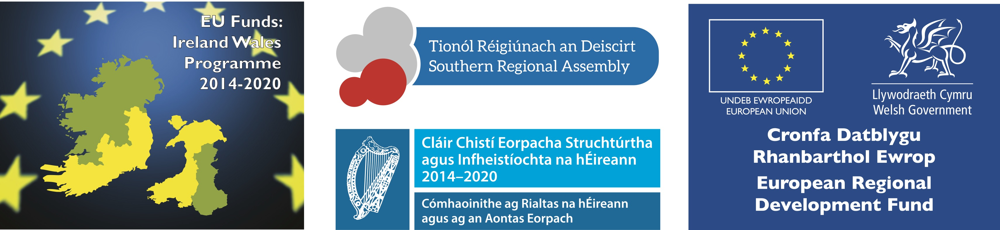 EU Funds:
Ireland Wales
Programme
2014-2020
Tionól Réigiúnach an Deiscirt
Southern Regional Assembly
Cláir Chistí Eorpacha Struchtúrtha
agus Infheistíochta na hÉireann
2014–2020
Cómhaoinithe ag Rialtas na hÉireann
agus ag an Aontas Eorpach
UNDEB EWROPEAIDD
EUROPEAN UNION
Llywodraeth Cymru
Welsh Government
Cronfa Datblygu
Rhanbarthol Ewrop
European Regional
Development Fund